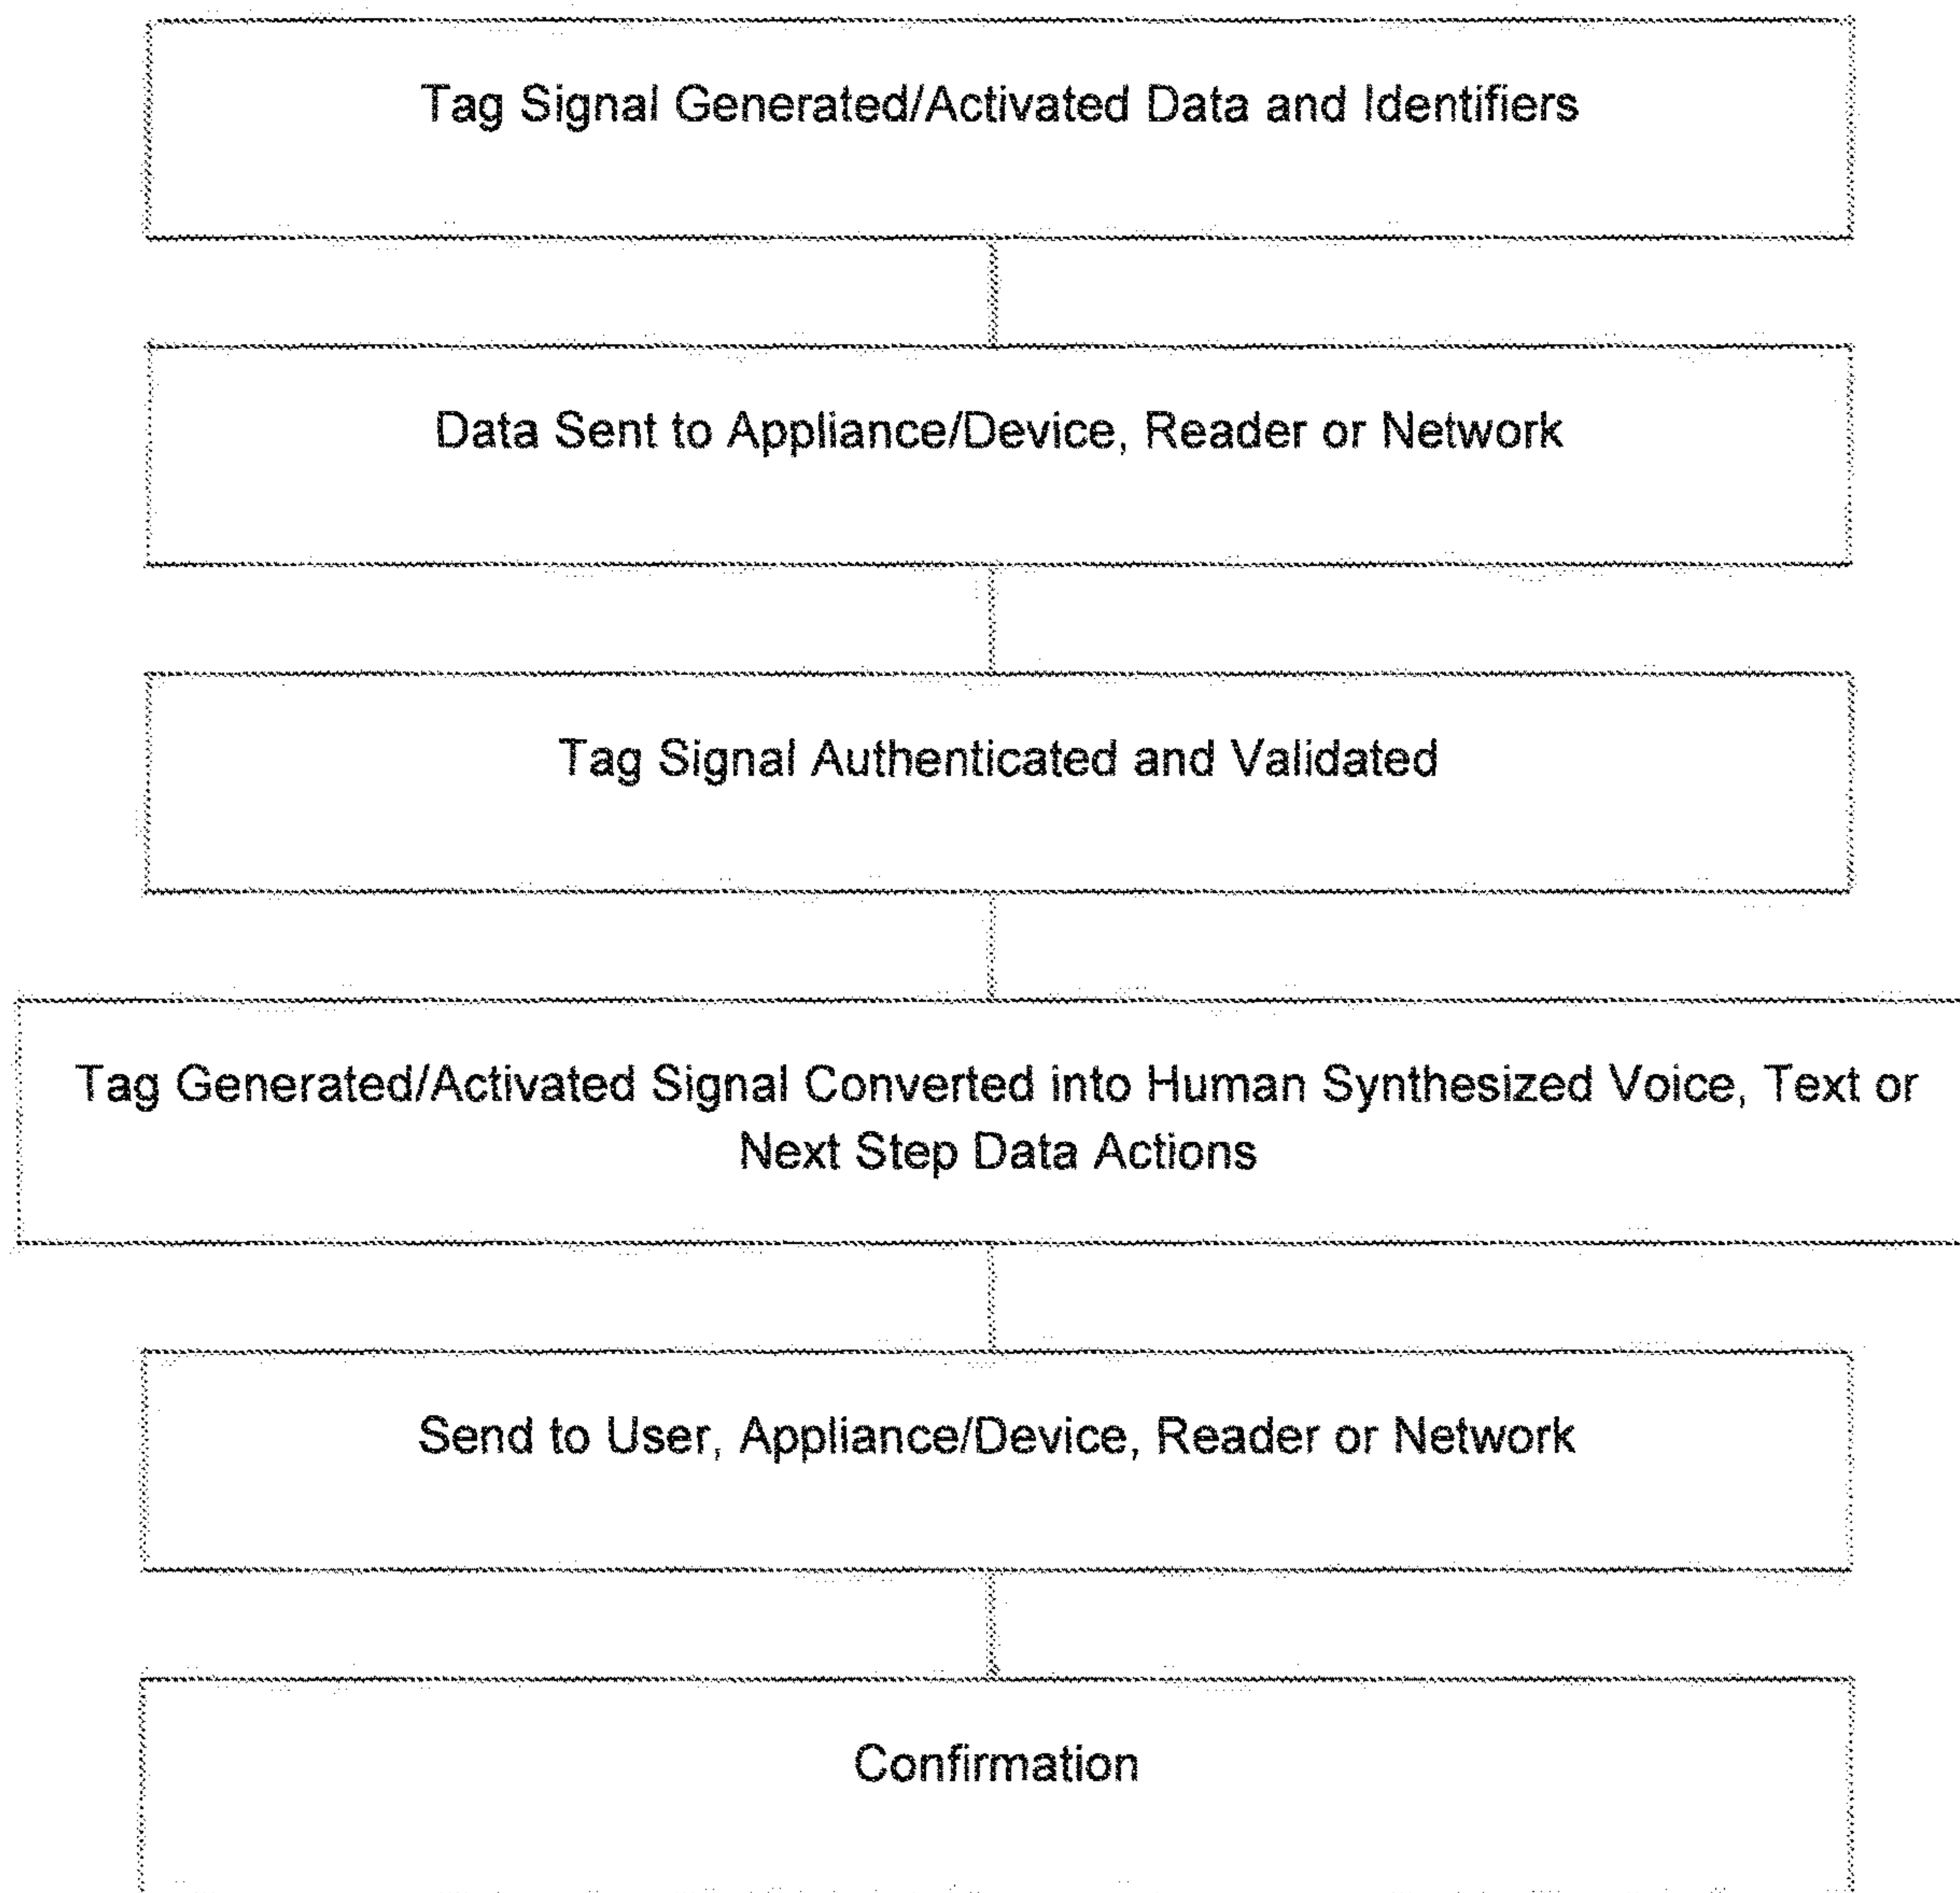 Tag Signal Generated/Activated Data and Identifiers
Data Sent to Appliance/Device, Reader or Network
Tag Signal Authenticated and Validated
Tag Generated/Activated Signal Converted into Human Synthesized Voice, Text or
Next Step Data Actions
Send to User, Appliance/Device, Reader or Network
Confirmation